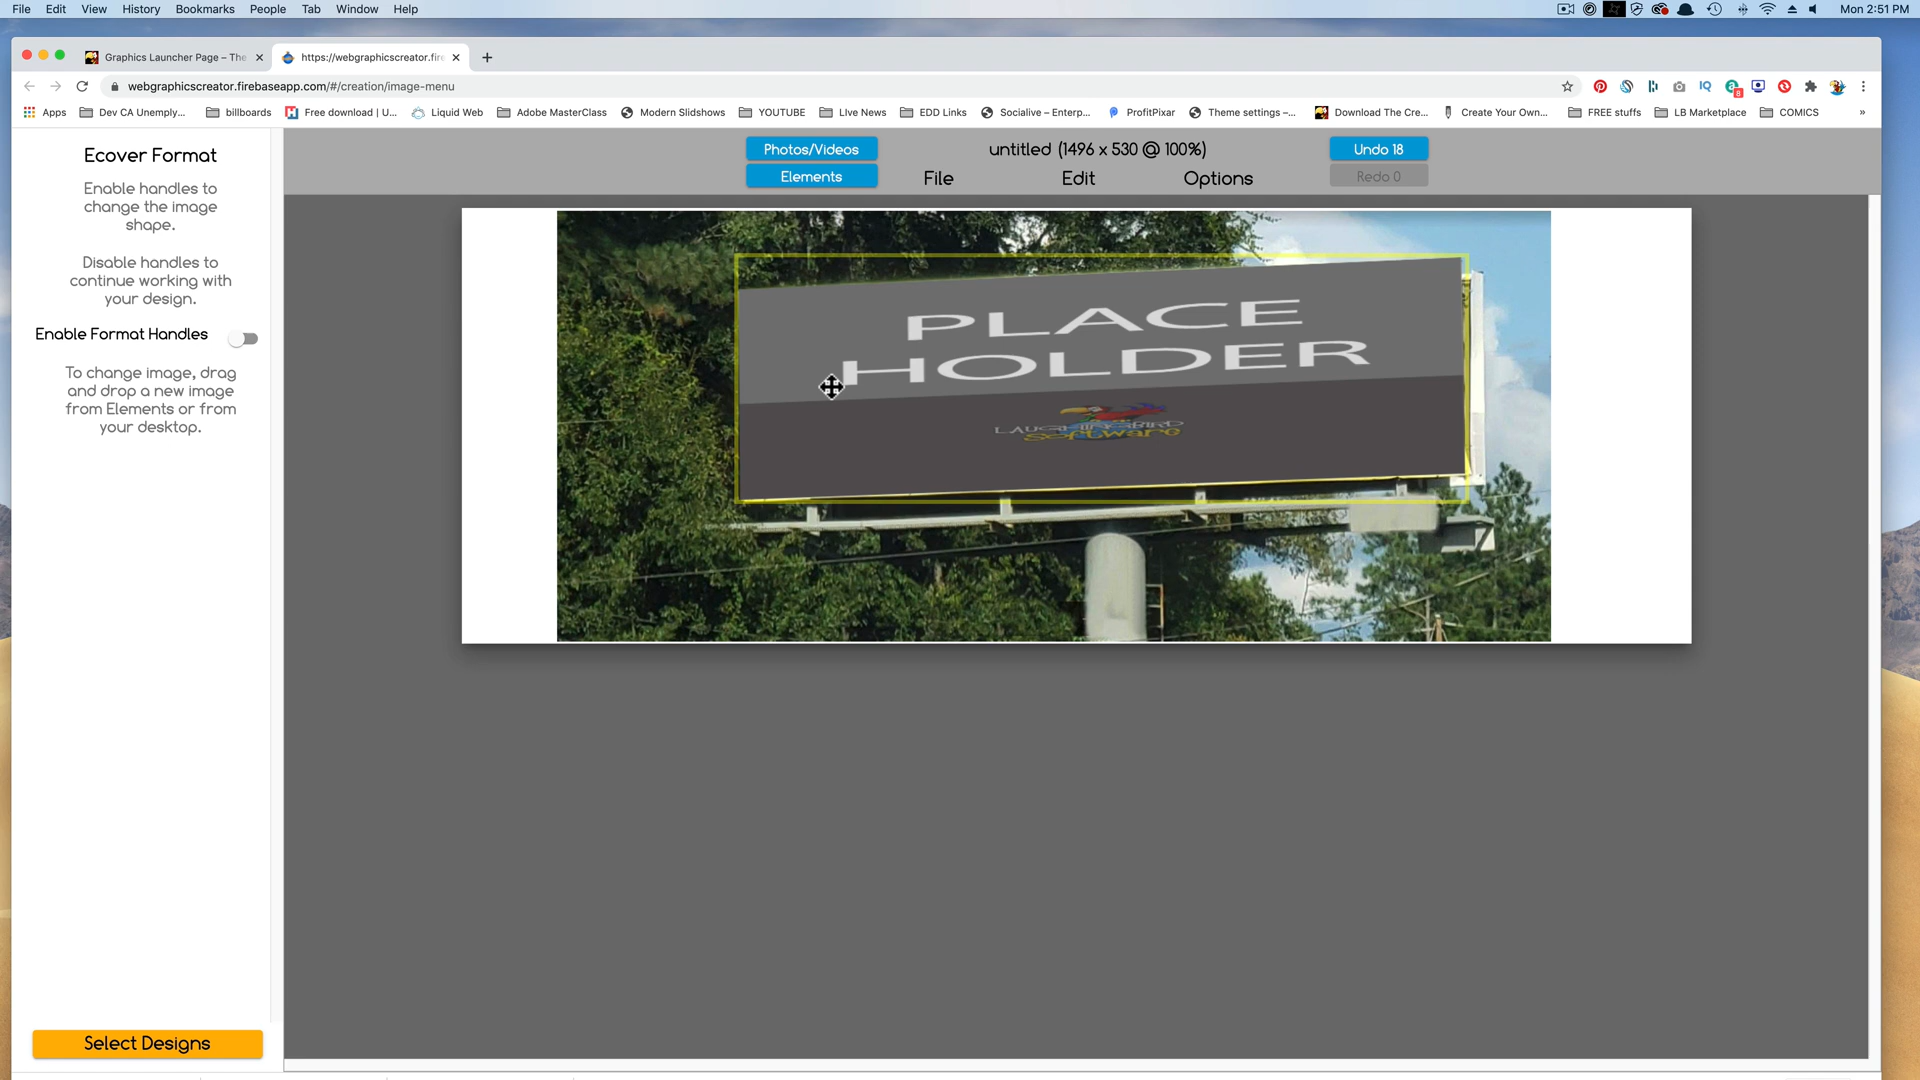 File Edit View History Bookmarks People Tab Window Help Mon 2:51 PM
Graphics Launcher Page – The https://webgraphicscreator.fire
webgraphicscreator.firebaseapp.com/#/creation/image-menu
Apps Dev CA Unemply... billboards Free download | U... Liquid Web Adobe MasterClass Modern Slideshows YOUTUBE LIve News EDD Links Socialive – Enterp... ProfitPixar Theme settings –... Download The Cre... Create Your Own... FREE stuffs LB Marketplace COMICS »
Ecover Format
Enable handles to
change the image
shape.
Disable handles to
continue working with
your design.
Enable Format Handles
To change image, drag
and drop a new image
from Elements or from
your desktop.
Select Designs
Photos/Videos untitled (1496 x 530 @ 100%) Undo 18
Elements File Edit Options Redo 0
PLACE
HOLDER
LAUGHINGBIRD
Software